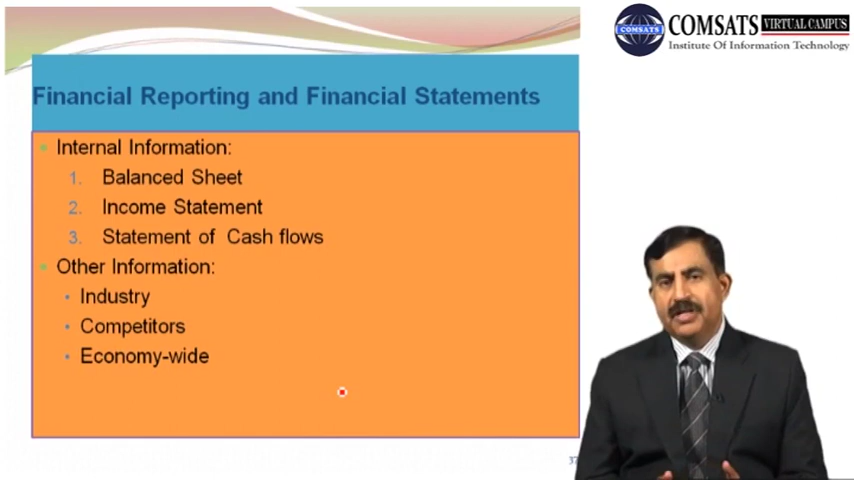 COMSATS VIRTUAL CAMPUS
COMSATS
Institute Of Information Technology
Financial Reporting and Financial Statements
• Internal Information:
1. Balanced Sheet
2. Income Statement
3. Statement of Cash flows
• Other Information:
• Industry
• Competitors
• Economy-wide